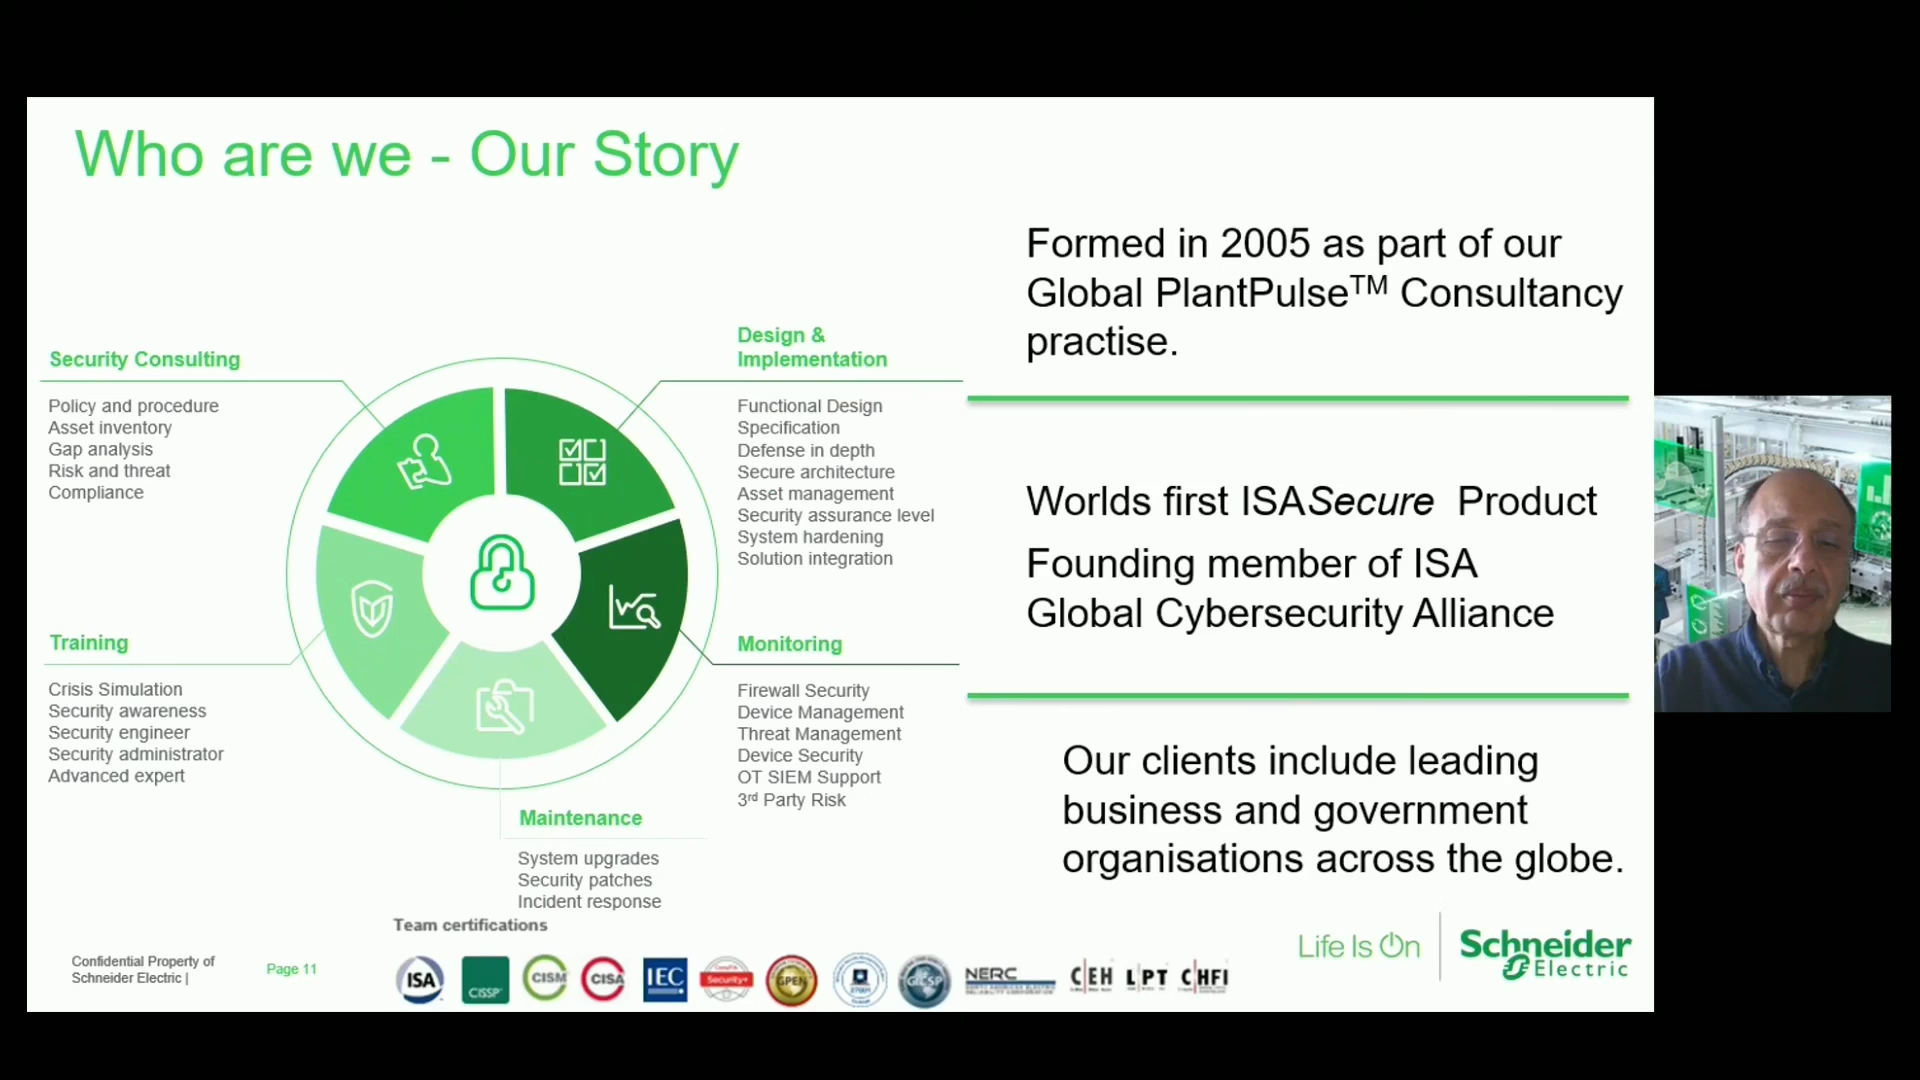 Who are we - Our Story
Security Consulting
Policy and procedure
Asset inventory
Gap analysis
Risk and threat
Compliance
Design &
Implementation
Functional Design
Specification
Defense in depth
Secure architecture
Asset management
Security assurance level
System hardening
Solution integration
Training
Crisis Simulation
Security awareness
Security engineer
Security administrator
Advanced expert
Monitoring
Firewall Security
Device Management
Threat Management
Device Security
OT SIEM Support
3rd Party Risk
Maintenance
System upgrades
Security patches
Incident response
Formed in 2005 as part of our
Global PlantPulseTM Consultancy
practise.
Worlds first ISASecure Product
Founding member of ISA
Global Cybersecurity Alliance
Our clients include leading
business and government
organisations across the globe.
Team certifications
ISA
CISSP
CISM
CISA
IEC
Security+
GPEN
GICSP
NERC
CEH
LPT
CHFI
Confidential Property of
Schneider Electric |
Page 11
Life Is On
Schneider
Electric